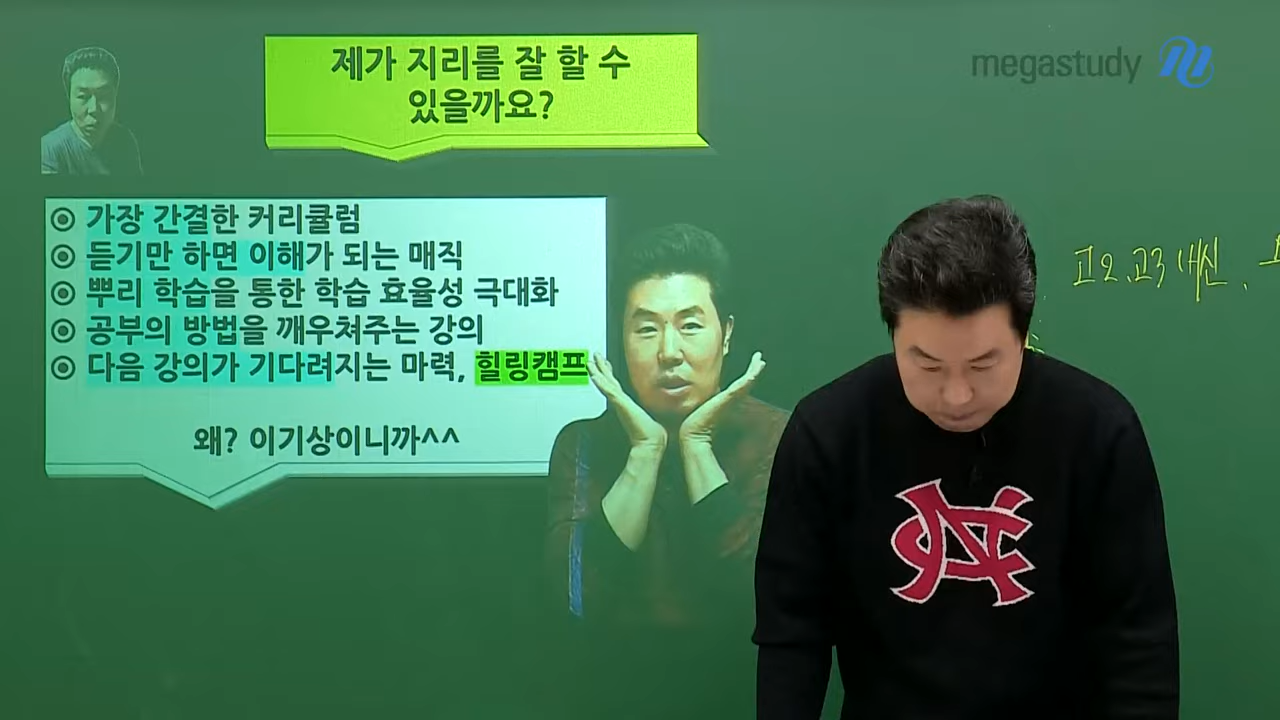 제가 지리를 잘 할 수
있을까요?
megastudy
가장 간결한 커리큘럼
듣기만 하면 이해가 되는 매직
뿌리 학습을 통한 학습 효율성 극대화
공부의 방법을 깨우쳐주는 강의
다음 강의가 기다려지는 마력, 힐링캠프
왜? 이기상이니까^^
고2, 고3 내신,
NC